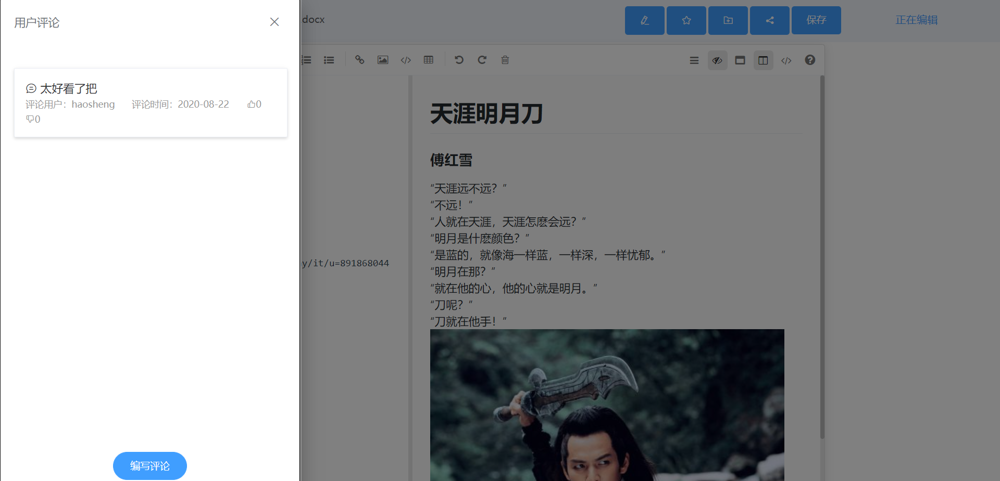 用户评论
太好看了把
评论用户：haosheng 评论时间：2020-08-22 0
0
编写评论
docx
保存
正在编辑
y/it/u=891868044
天涯明月刀
傅红雪
“天涯远不远？”
“不远！”
“人就在天涯，天涯怎麽会远？”
“明月是什麽颜色？”
“是蓝的，就像海一样蓝，一样深，一样忧郁。”
“明月在那？”
“就在他的心，他的心就是明月。”
“刀呢？”
“刀就在他手！”